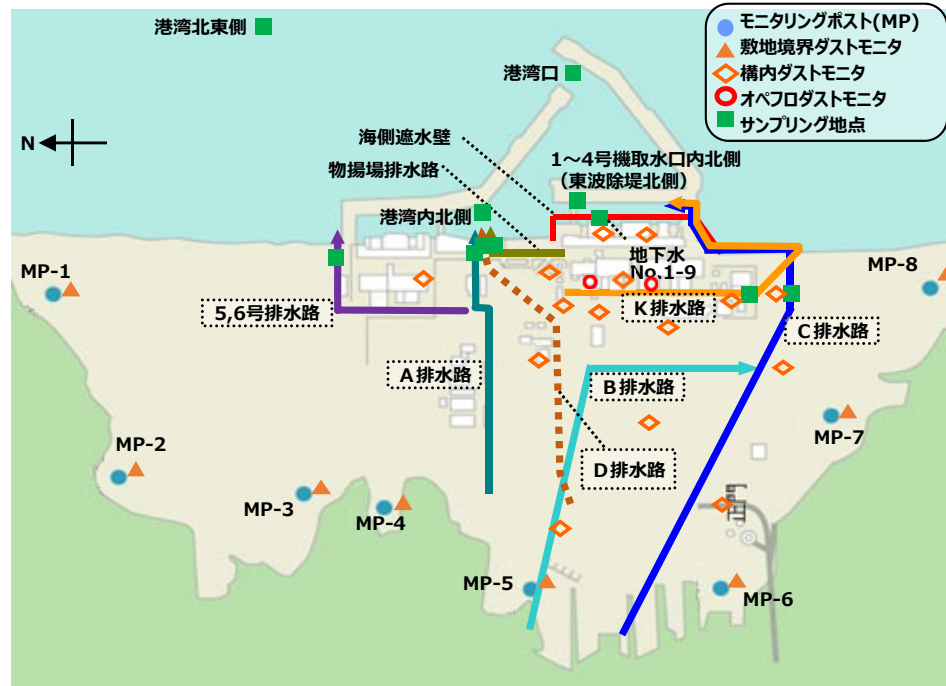 港湾北東側
モニタリングポスト(MP)
敷地境界ダストモニタ
構内ダストモニタ
オペフロダストモニタ
サンプリング地点
港湾口
N
海側遮水壁
物揚場排水路
1～4号機取水口内北側
(東波除堤北側)
港湾内北側
地下水
No.1-9
MP-1
MP-8
5,6号排水路
K排水路
C排水路
A排水路
B排水路
MP-7
MP-2
D排水路
MP-3
MP-4
正門
MP-5
MP-6